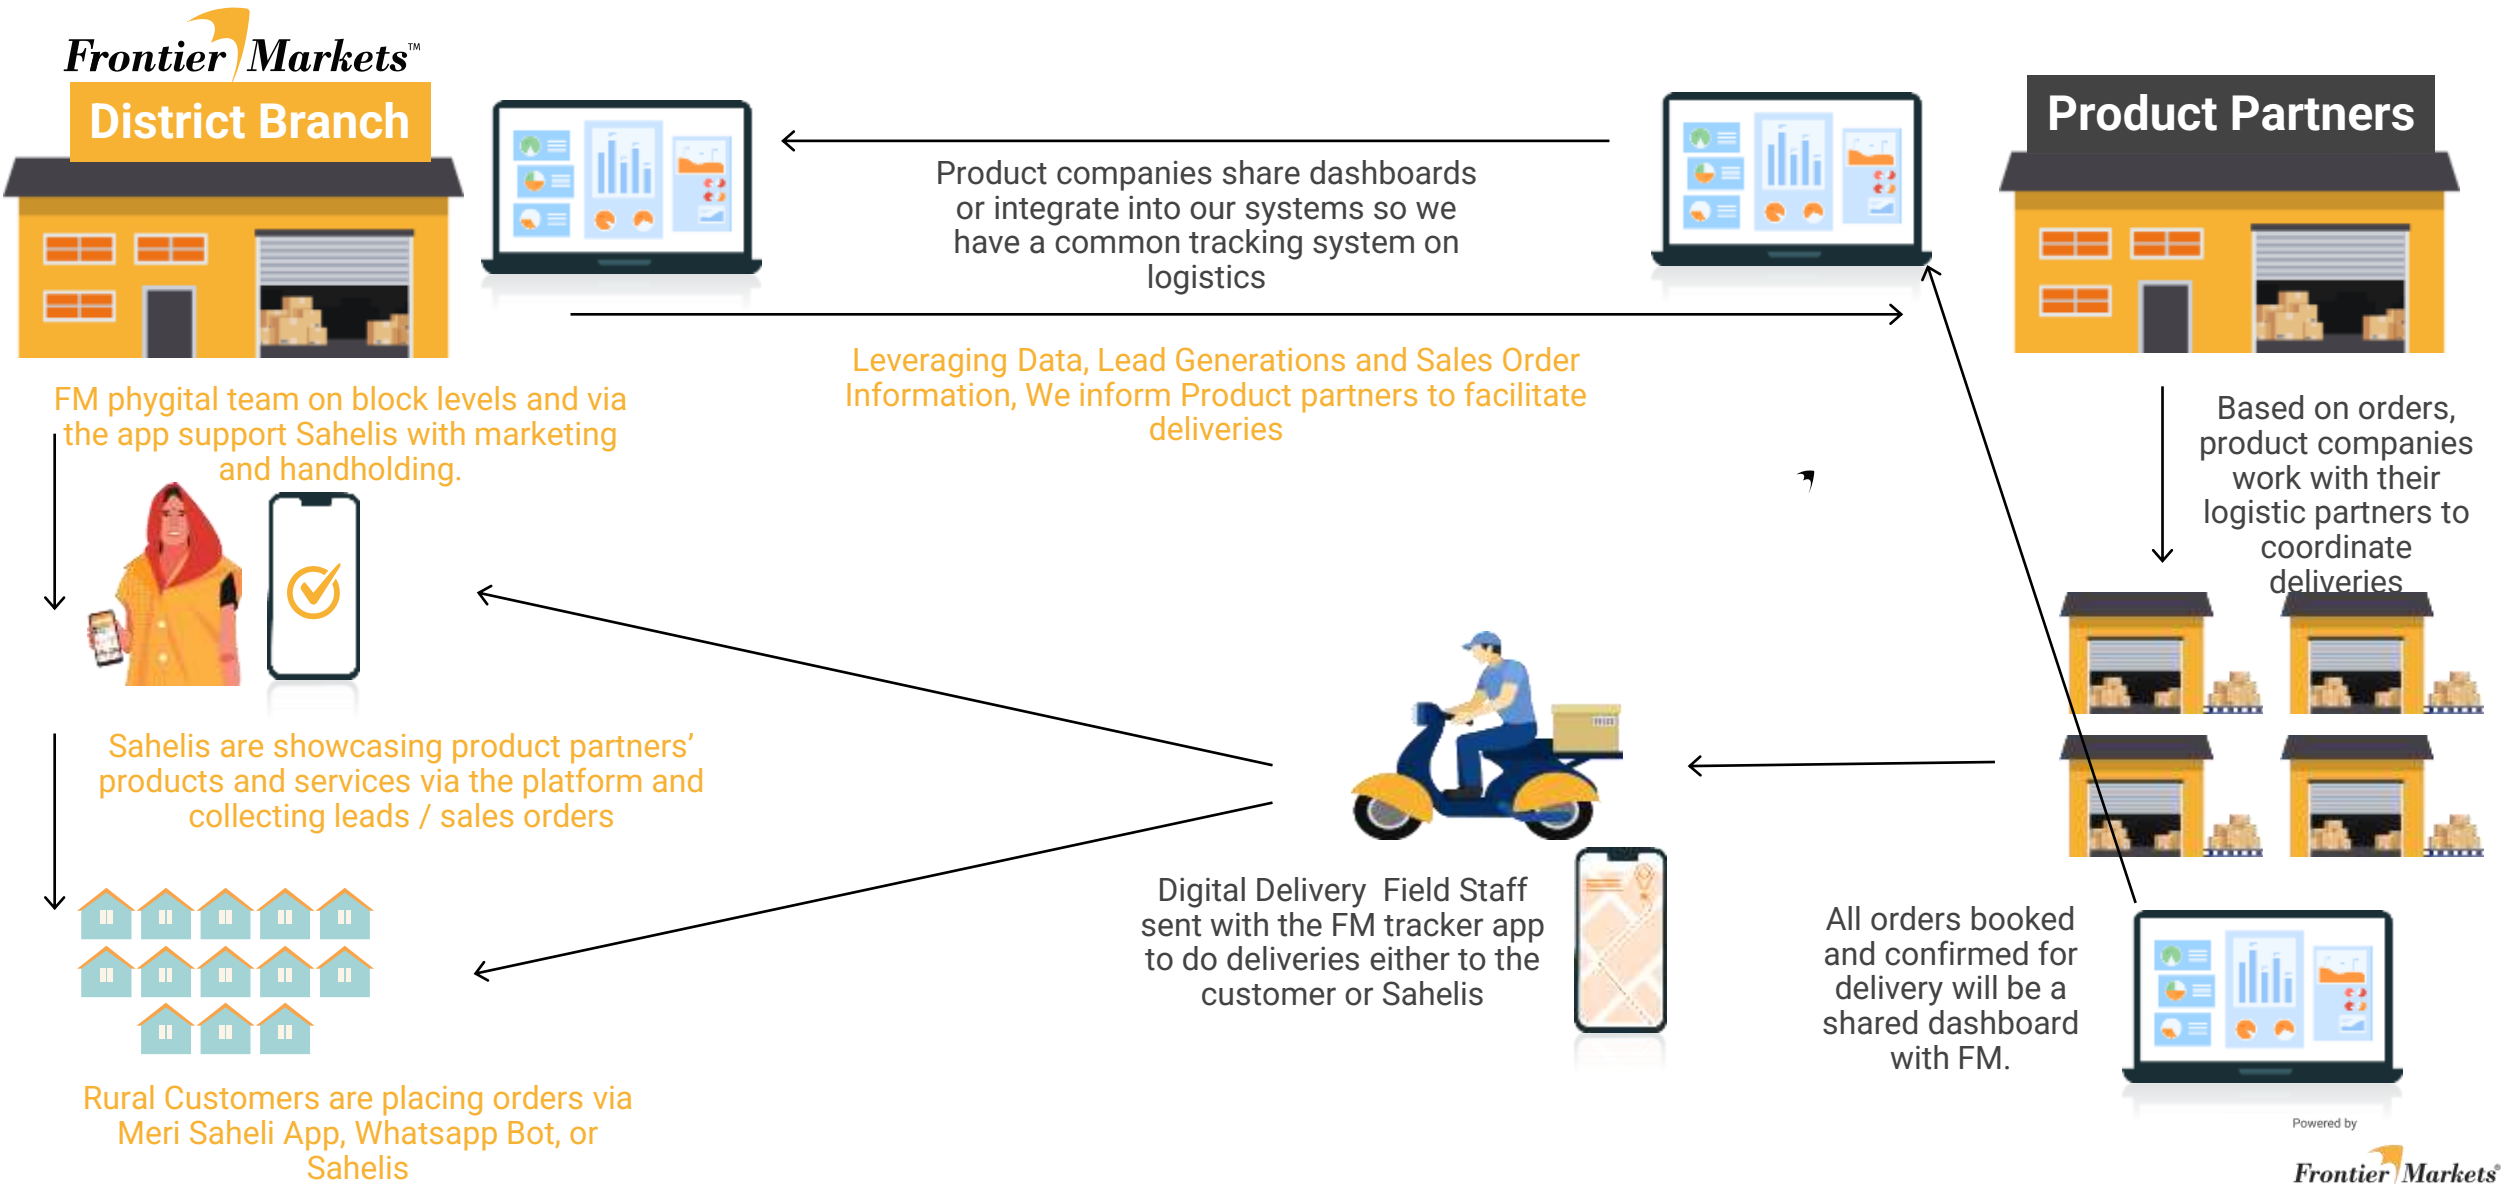 Frontier Markets™
District Branch
Product Partners
Product companies share dashboards
or integrate into our systems so we
have a common tracking system on
logistics
Leveraging Data, Lead Generations and Sales Order
Information, We inform Product partners to facilitate
deliveries
FM phygital team on block levels and via
the app support Sahelis with marketing
and handholding.
Based on orders,
product companies
work with their
logistic partners to
coordinate
deliveries
Sahelis are showcasing product partners’
products and services via the platform and
collecting leads / sales orders
Digital Delivery Field Staff
sent with the FM tracker app
to do deliveries either to the
customer or Sahelis
All orders booked
and confirmed for
delivery will be a
shared dashboard
with FM.
Rural Customers are placing orders via
Meri Saheli App, Whatsapp Bot, or
Sahelis
Powered by
Frontier Markets®